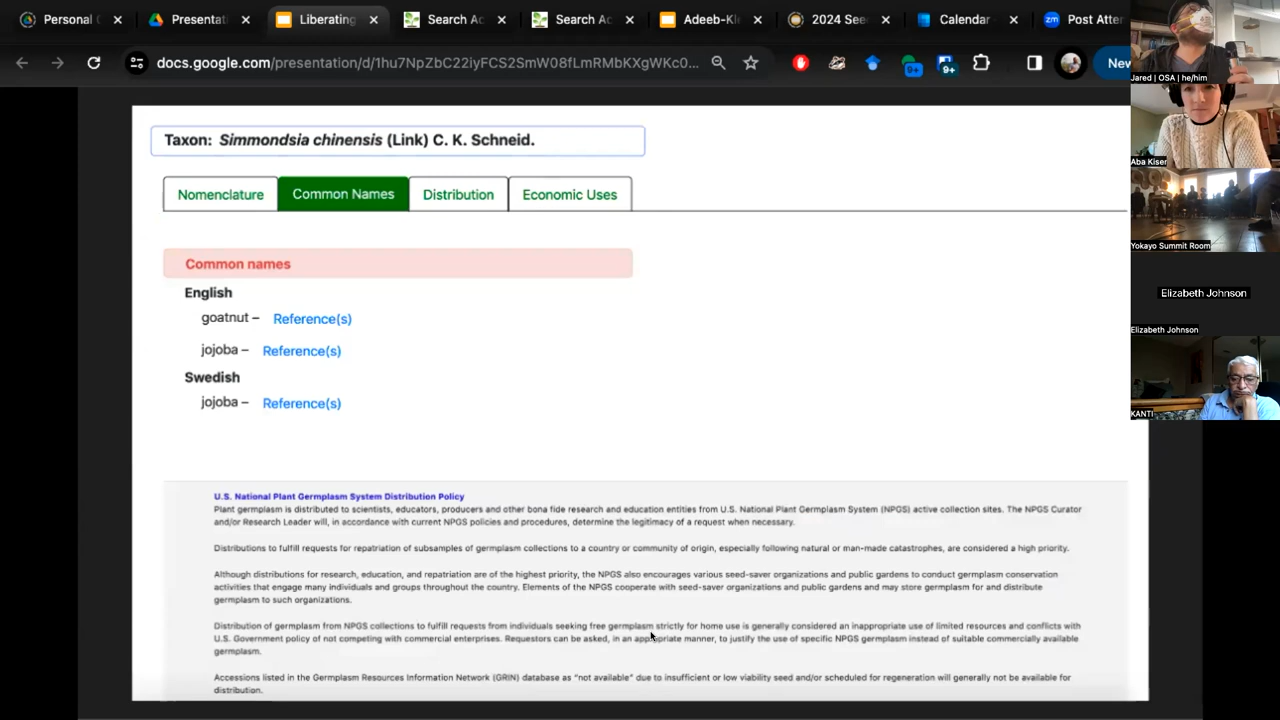 Personal
Presentati
Liberating
Search Ac
Search Ac
Adeeb-Kl
2024 See
Calendar
Post Atter
docs.google.com/presentation/d/1hu7NpZbC22iyFCS2SmW08fLmRMbKXgWKc0...
9+
9+
New
Jared | OSA | he/him
Aba Kiser
Yokayo Summit Room
Elizabeth Johnson
Elizabeth Johnson
KANTI
Taxon: Simmondsia chinensis (Link) C. K. Schneid.
Nomenclature
Common Names
Distribution
Economic Uses
Common names
English
goatnut – Reference(s)
jojoba – Reference(s)
Swedish
jojoba – Reference(s)
U.S. National Plant Germplasm System Distribution Policy
Plant germplasm is distributed to scientists, educators, producers and other bona fide research and education entities from U.S. National Plant Germplasm System (NPGS) active collection sites. The NPGS Curator
and/or Research Leader will, in accordance with current NPGS policies and procedures, determine the legitimacy of a request when necessary.
Distributions to fulfill requests for repatriation of subsamples of germplasm collections to a country or community of origin, especially following natural or man-made catastrophes, are considered a high priority.
Although distributions for research, education, and repatriation are of the highest priority, the NPGS also encourages various seed-saver organizations and public gardens to conduct germplasm conservation
activities that engage many individuals and groups throughout the country. Elements of the NPGS cooperate with seed-saver organizations and public gardens and may store germplasm for and distribute
germplasm to such organizations.
Distribution of germplasm from NPGS collections to fulfill requests from individuals seeking free germplasm strictly for home use is generally considered an inappropriate use of limited resources and conflicts with
U.S. Government policy of not competing with commercial enterprises. Requestors can be asked, in an appropriate manner, to justify the use of specific NPGS germplasm instead of suitable commercially available
germplasm.
Accessions listed in the Germplasm Resources Information Network (GRIN) database as "not available" due to insufficient or low viability seed and/or scheduled for regeneration will generally not be available for
distribution.